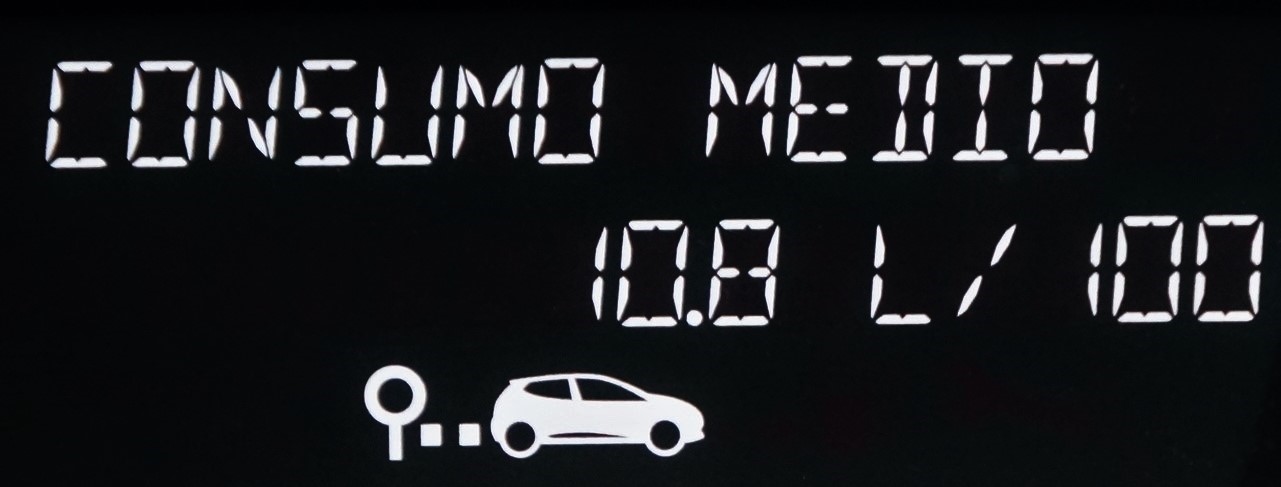 CONSUMO MEDIO
10.8 L/100